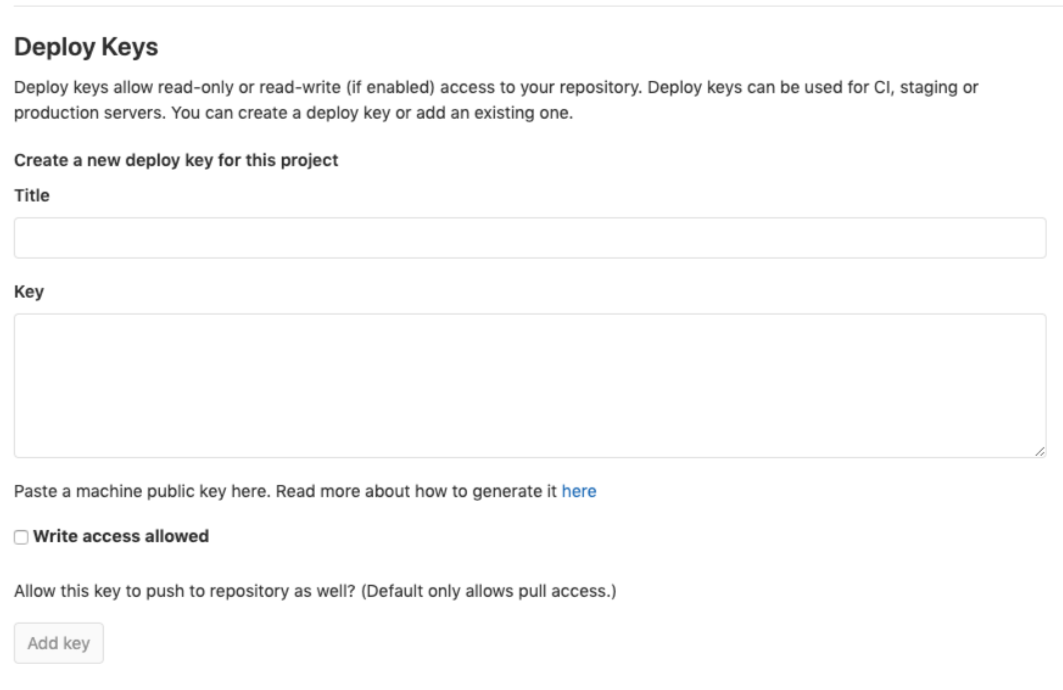 Deploy Keys
Deploy keys allow read-only or read-write (if enabled) access to your repository. Deploy keys can be used for CI, staging or
production servers. You can create a deploy key or add an existing one.
Create a new deploy key for this project
Title
Key
Paste a machine public key here. Read more about how to generate it here
Write access allowed
Allow this key to push to repository as well? (Default only allows pull access.)
Add key